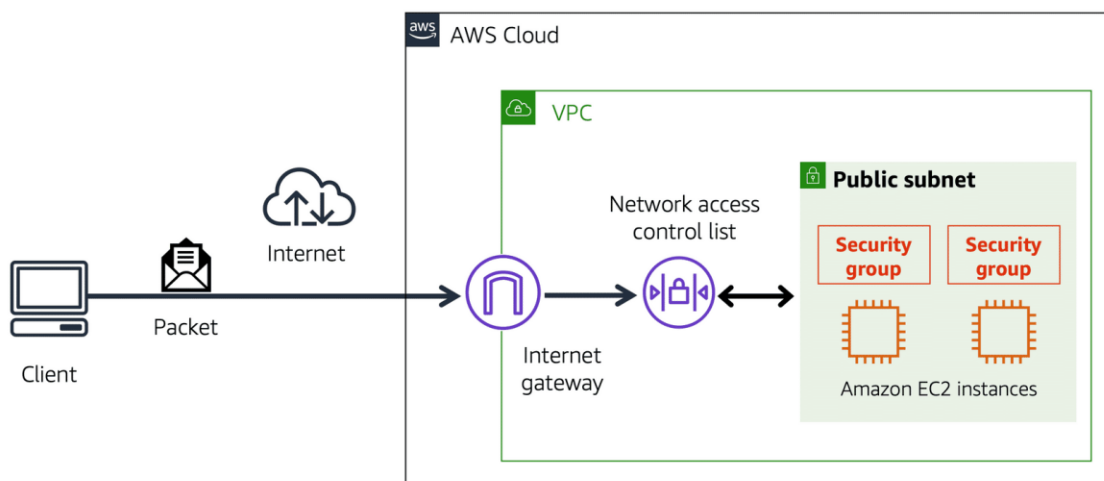 aws
AWS Cloud
VPC
Public subnet
Network access
control list
Security
group
Security
group
Internet
Packet
Client
Internet
gateway
Amazon EC2 instances